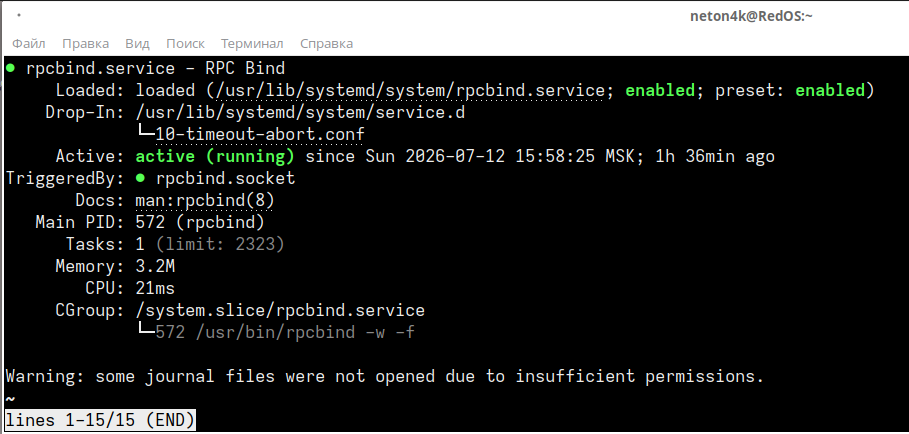 neton4k@RedOS:~
Файл Правка Вид Поиск Терминал Справка
● rpcbind.service - RPC Bind
     Loaded: loaded (/usr/lib/systemd/system/rpcbind.service; enabled; preset: enabled)
    Drop-In: /usr/lib/systemd/system/service.d
             └─10-timeout-abort.conf
     Active: active (running) since Sun 2026-07-12 15:58:25 MSK; 1h 36min ago
TriggeredBy: ● rpcbind.socket
       Docs: man:rpcbind(8)
   Main PID: 572 (rpcbind)
      Tasks: 1 (limit: 2323)
     Memory: 3.2M
        CPU: 21ms
     CGroup: /system.slice/rpcbind.service
             └─572 /usr/bin/rpcbind -w -f
Warning: some journal files were not opened due to insufficient permissions.
~
lines 1-15/15 (END)